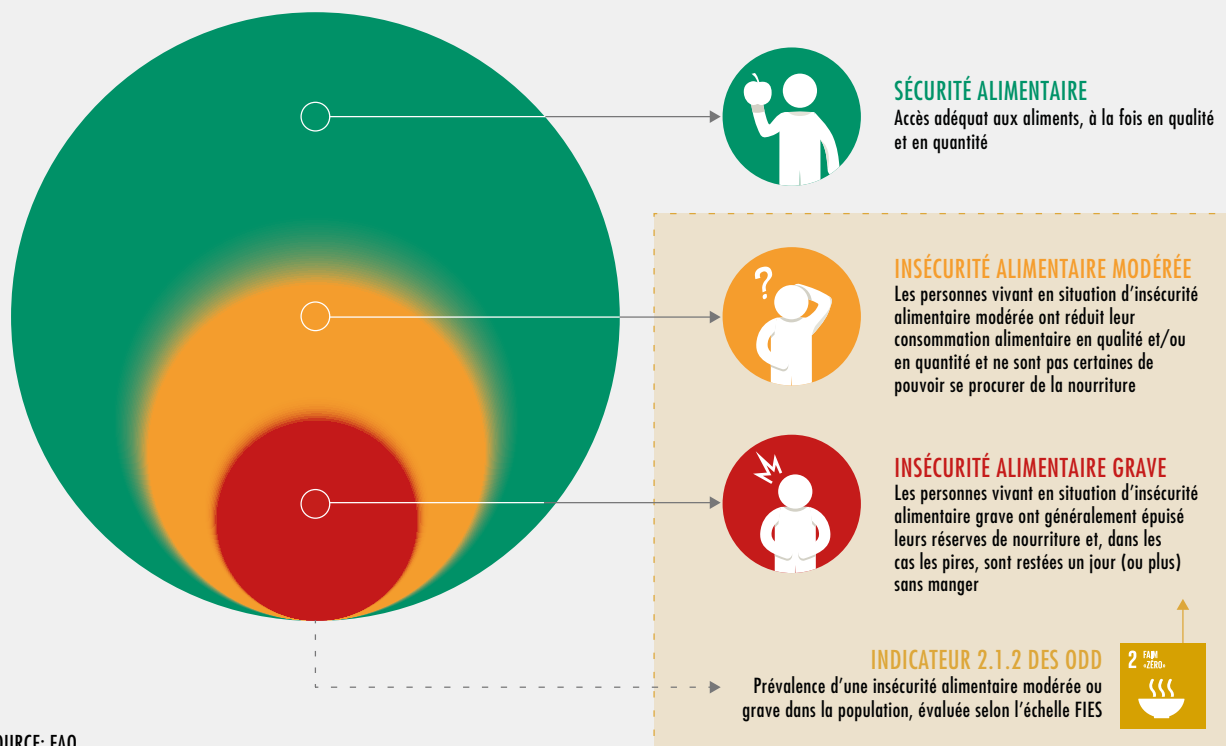 SÉCURITÉ ALIMENTAIRE
Accès adéquat aux aliments, à la fois en qualité
et en quantité
?
INSÉCURITÉ ALIMENTAIRE MODÉRÉE
Les personnes vivant en situation d’insécurité
alimentaire modérée ont réduit leur
consommation alimentaire en qualité et/ou
en quantité et ne sont pas certaines de
pouvoir se procurer de la nourriture
INSÉCURITÉ ALIMENTAIRE GRAVE
Les personnes vivant en situation d’insécurité
alimentaire grave ont généralement épuisé
leurs réserves de nourriture et, dans les
cas les pires, sont restées un jour (ou plus)
sans manger
INDICATEUR 2.1.2 DES ODD
Prévalence d’une insécurité alimentaire modérée ou
grave dans la population, évaluée selon l’échelle FIES
2 FAIM
«ZÉRO»
OURCE: FAO